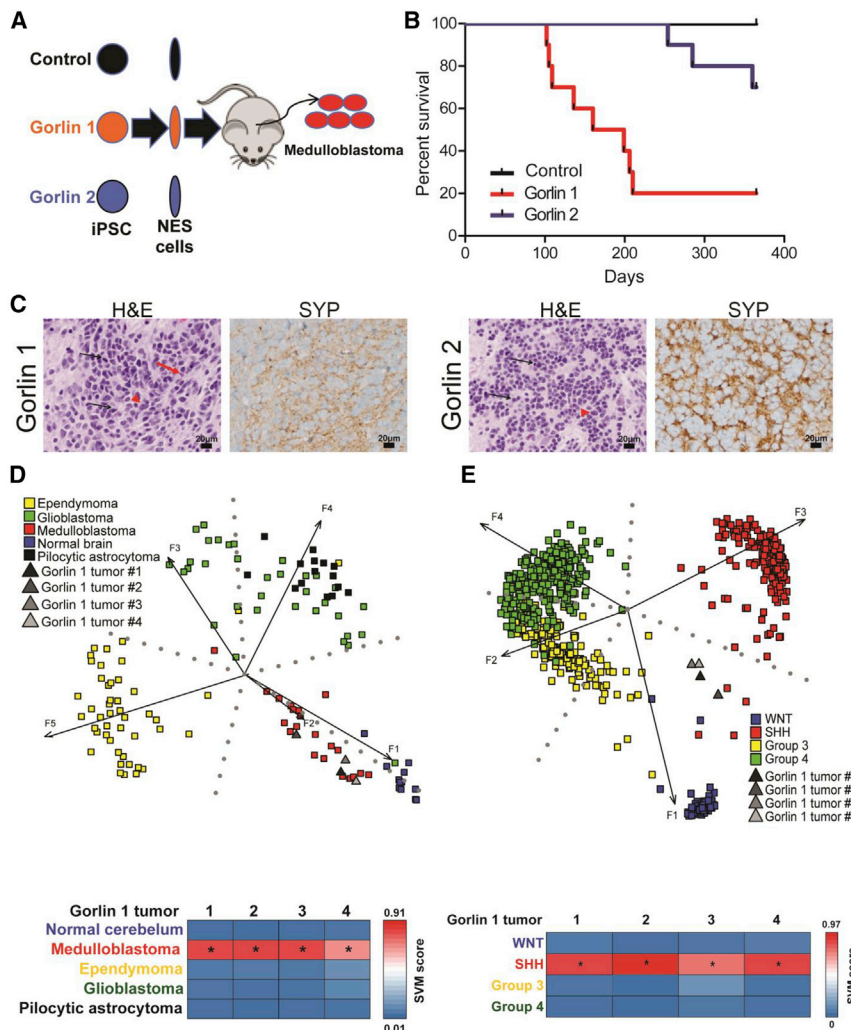 A
Control
Gorlin 1
Gorlin 2
iPSC
NES
cells
Medulloblastoma
B
Percent survival
100
80
60
40
20
0
0
100
200
300
400
Days
Control
Gorlin 1
Gorlin 2
C
Gorlin 1
H&E
SYP
20μm
20μm
Gorlin 2
H&E
SYP
20μm
20μm
D
Ependymoma
Glioblastoma
Medulloblastoma
Normal brain
Pilocytic astrocytoma
Gorlin 1 tumor #1
Gorlin 1 tumor #2
Gorlin 1 tumor #3
Gorlin 1 tumor #4
F4
F3
F5
F2
F1
Gorlin 1 tumor
1 2 3 4
Normal cerebulum
Medulloblastoma * * * *
Ependymoma
Glioblastoma
Pilocytic astrocytoma
0.91
SVM score
0.01
E
F4
F3
F2
F1
WNT
SHH
Group 3
Group 4
Gorlin 1 tumor #
Gorlin 1 tumor #
Gorlin 1 tumor #
Gorlin 1 tumor #
Gorlin 1 tumor
1 2 3 4
WNT
SHH * * * *
Group 3
Group 4
0.97
SVM score
0